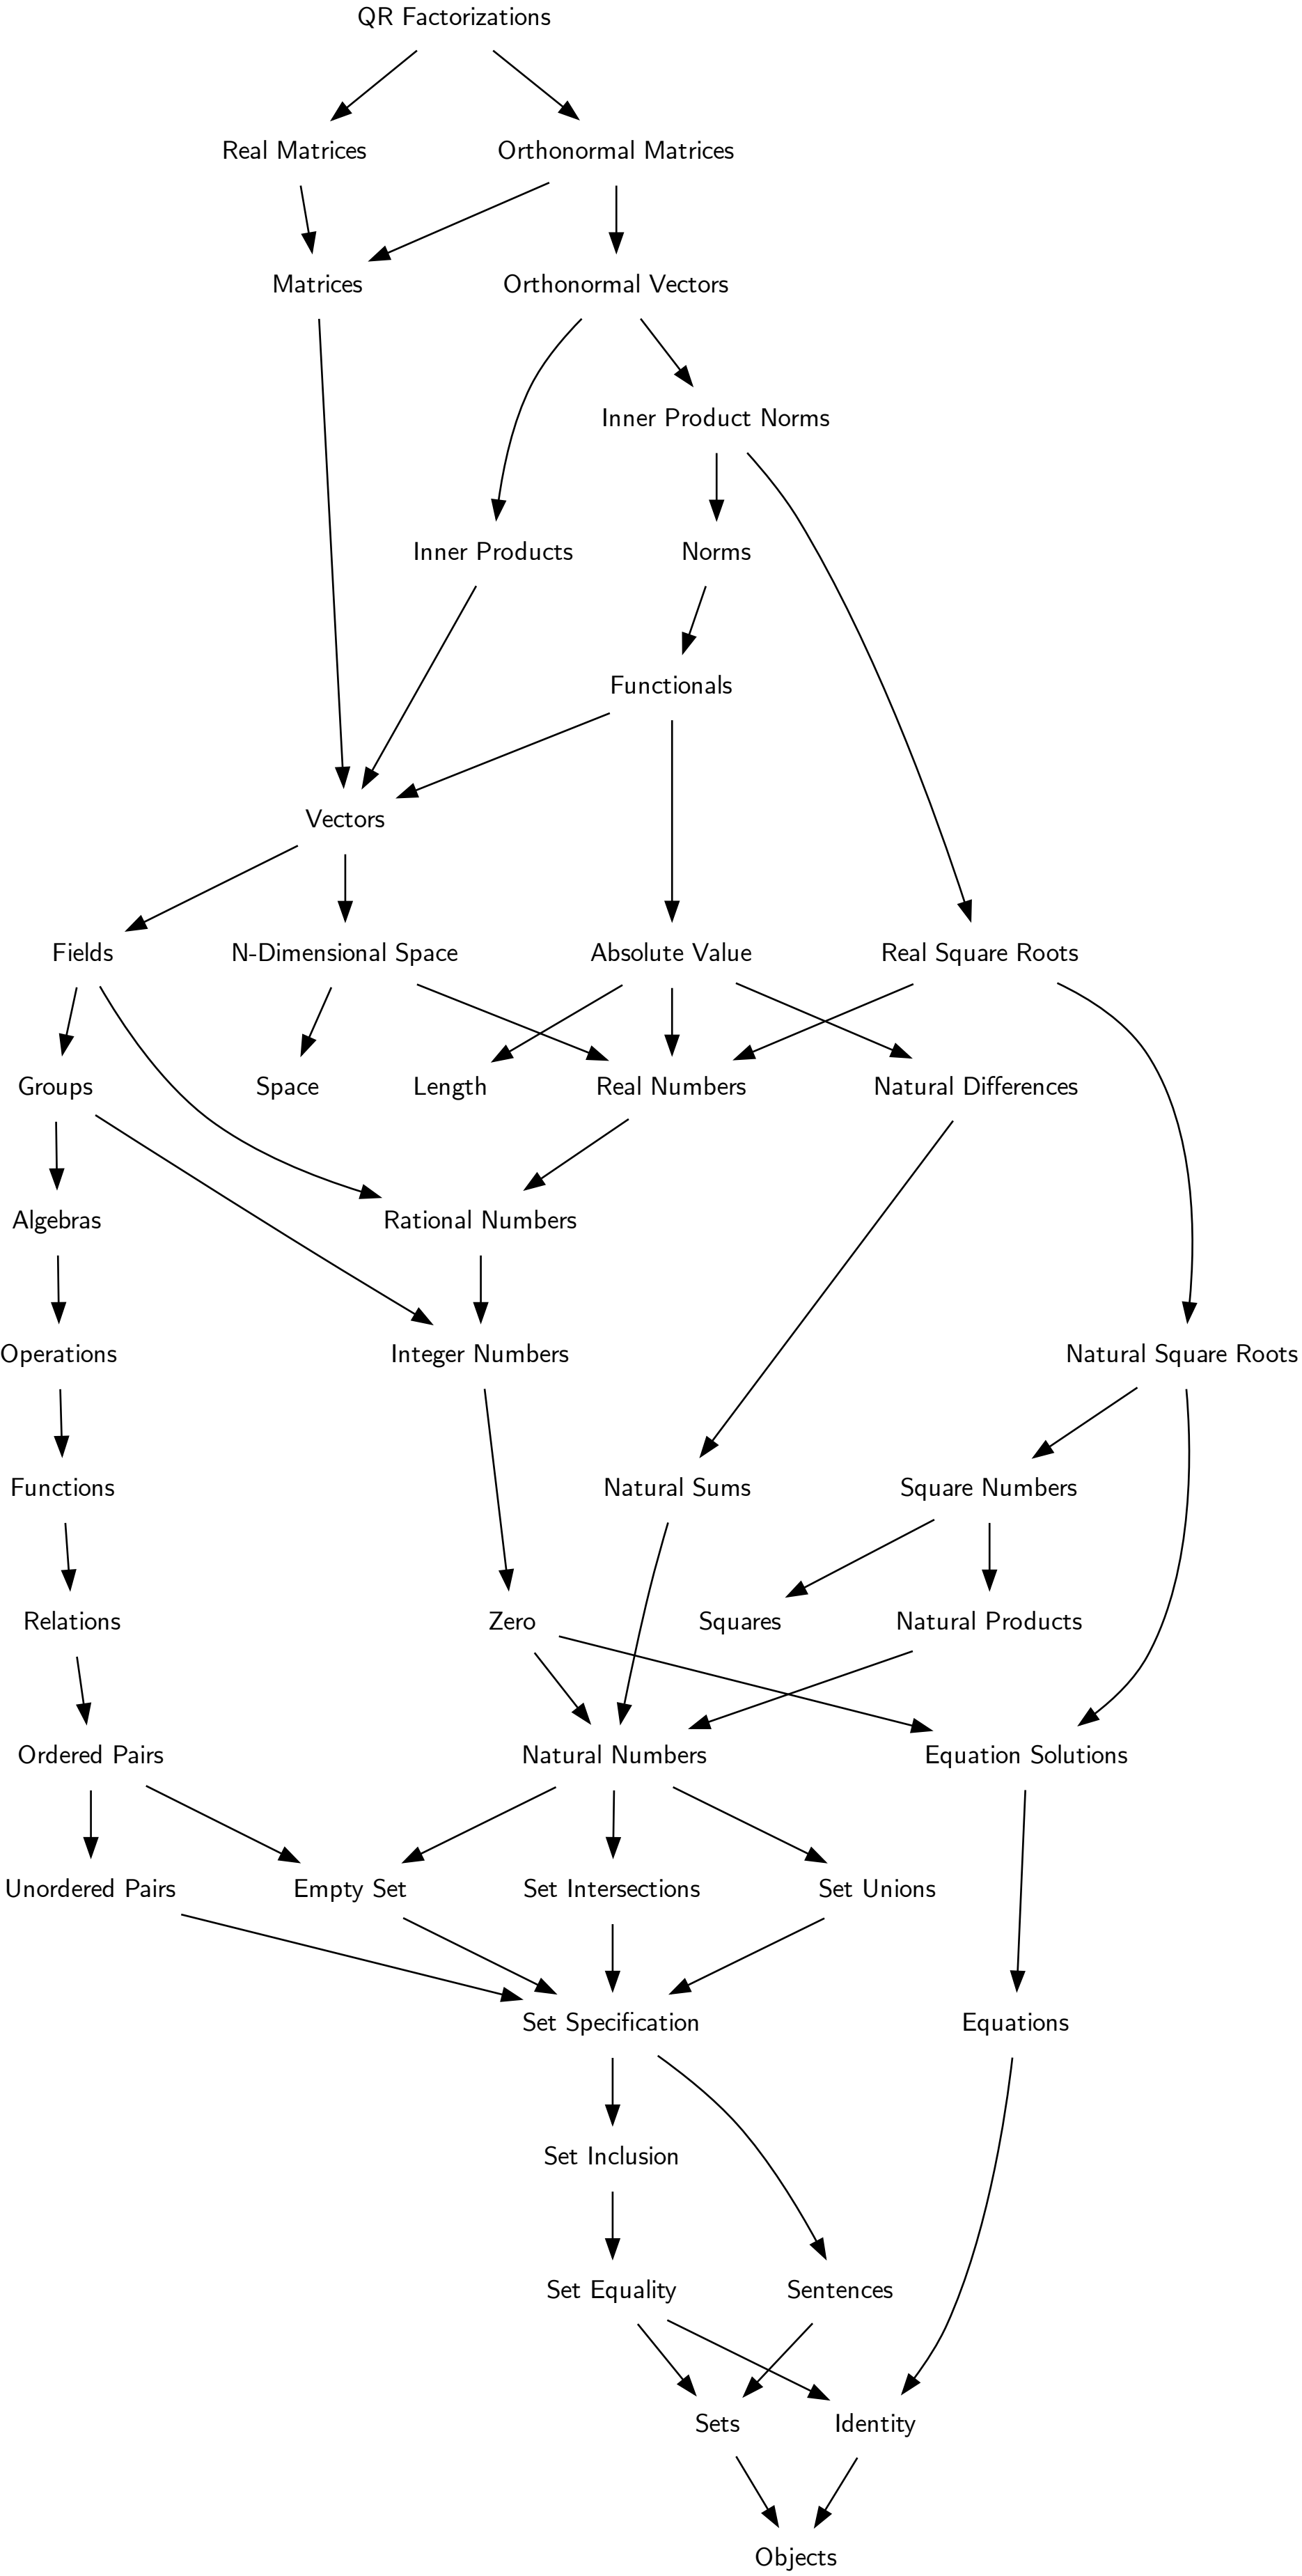 QR Factorizations
Real Matrices
Orthonormal Matrices
Matrices
Orthonormal Vectors
Inner Product Norms
Inner Products
Norms
Functionals
Vectors
Fields
N-Dimensional Space
Absolute Value
Real Square Roots
Groups
Space
Length
Real Numbers
Natural Differences
Algebras
Rational Numbers
Operations
Integer Numbers
Natural Square Roots
Functions
Natural Sums
Square Numbers
Relations
Zero
Squares
Natural Products
Ordered Pairs
Natural Numbers
Equation Solutions
Unordered Pairs
Empty Set
Set Intersections
Set Unions
Set Specification
Equations
Set Inclusion
Set Equality
Sentences
Sets
Identity
Objects